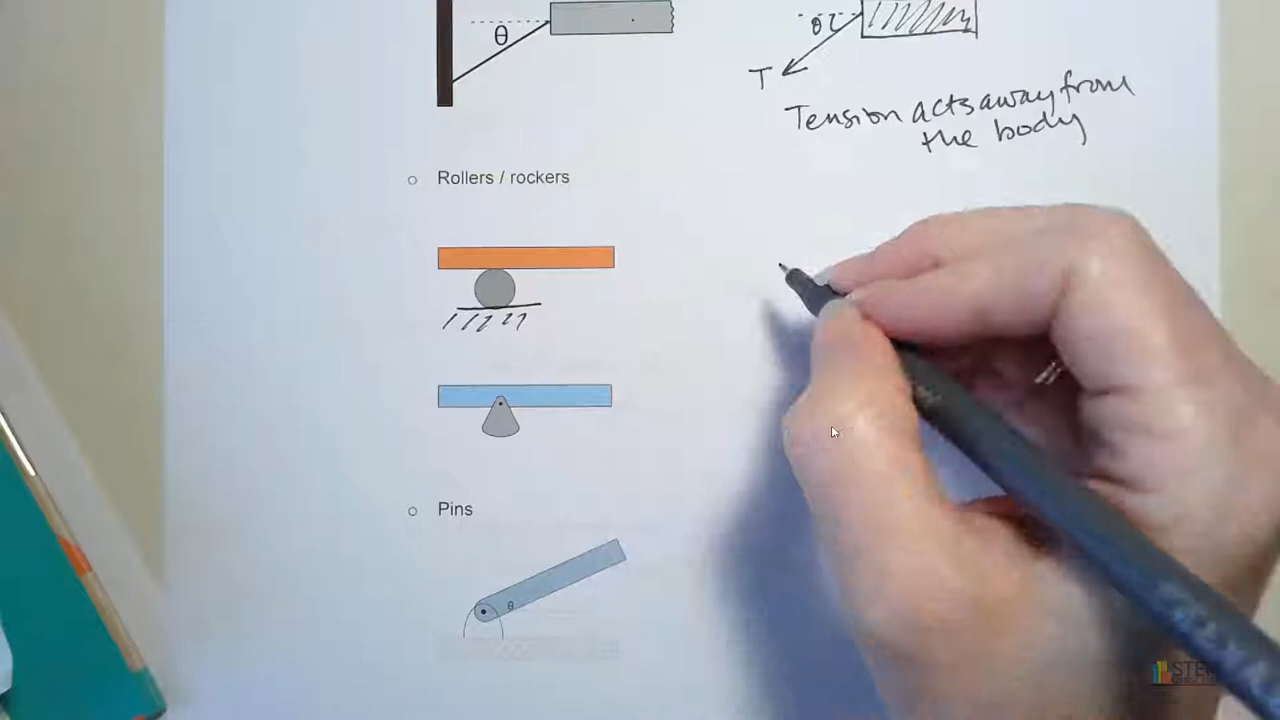 θ
θ
T
Tension acts away from
the body
Rollers / rockers
Pins
θ